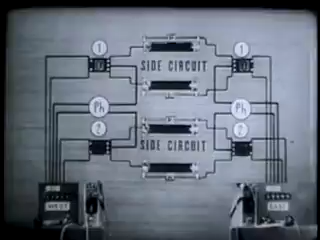 1 1
SIDE CIRCUIT
Ph Ph
2 2
SIDE CIRCUIT
WEST EAST